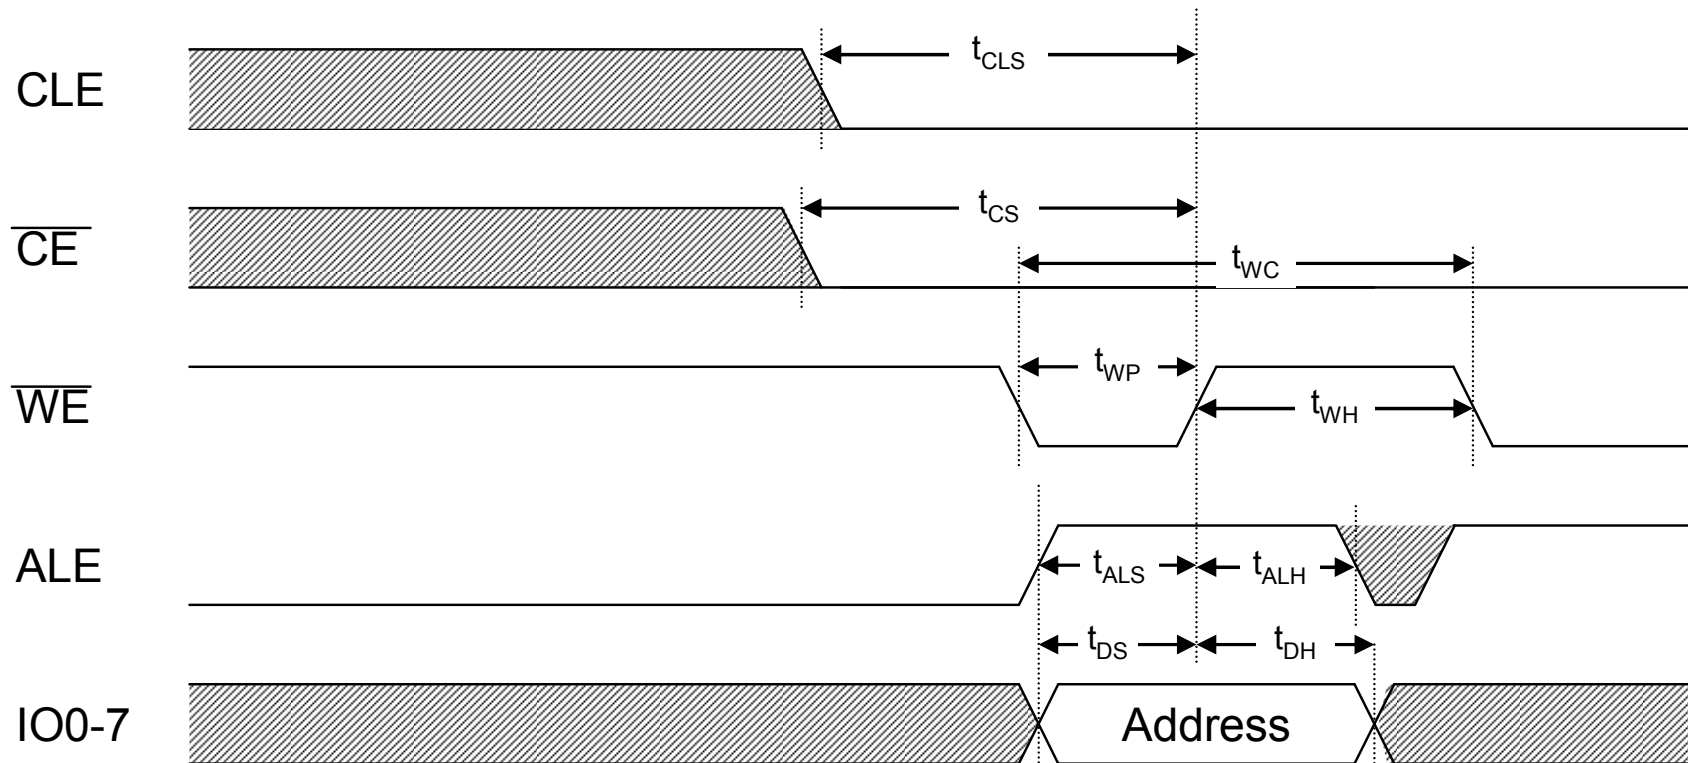 CLE
tCLS
CE
tCS
tWC
WE
tWP
tWH
ALE
tALS
tALH
tDS
tDH
IO0-7
Address